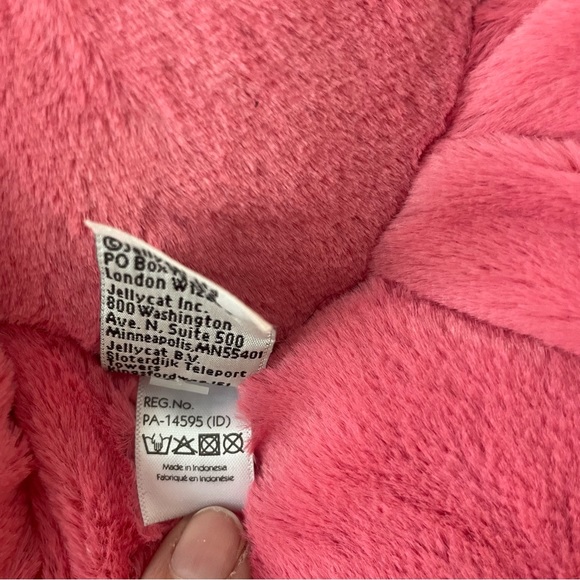 PO Box
London W1
Jellycat Inc.
800 Washington
Ave. N. Suite 500
Minneapolis, MN55401
Jellycat B.V.
Sloterdijk Teleport
Towers
REG.No.
PA-14595 (ID)
Made in Indonesia
Fabriqué en Indonésie